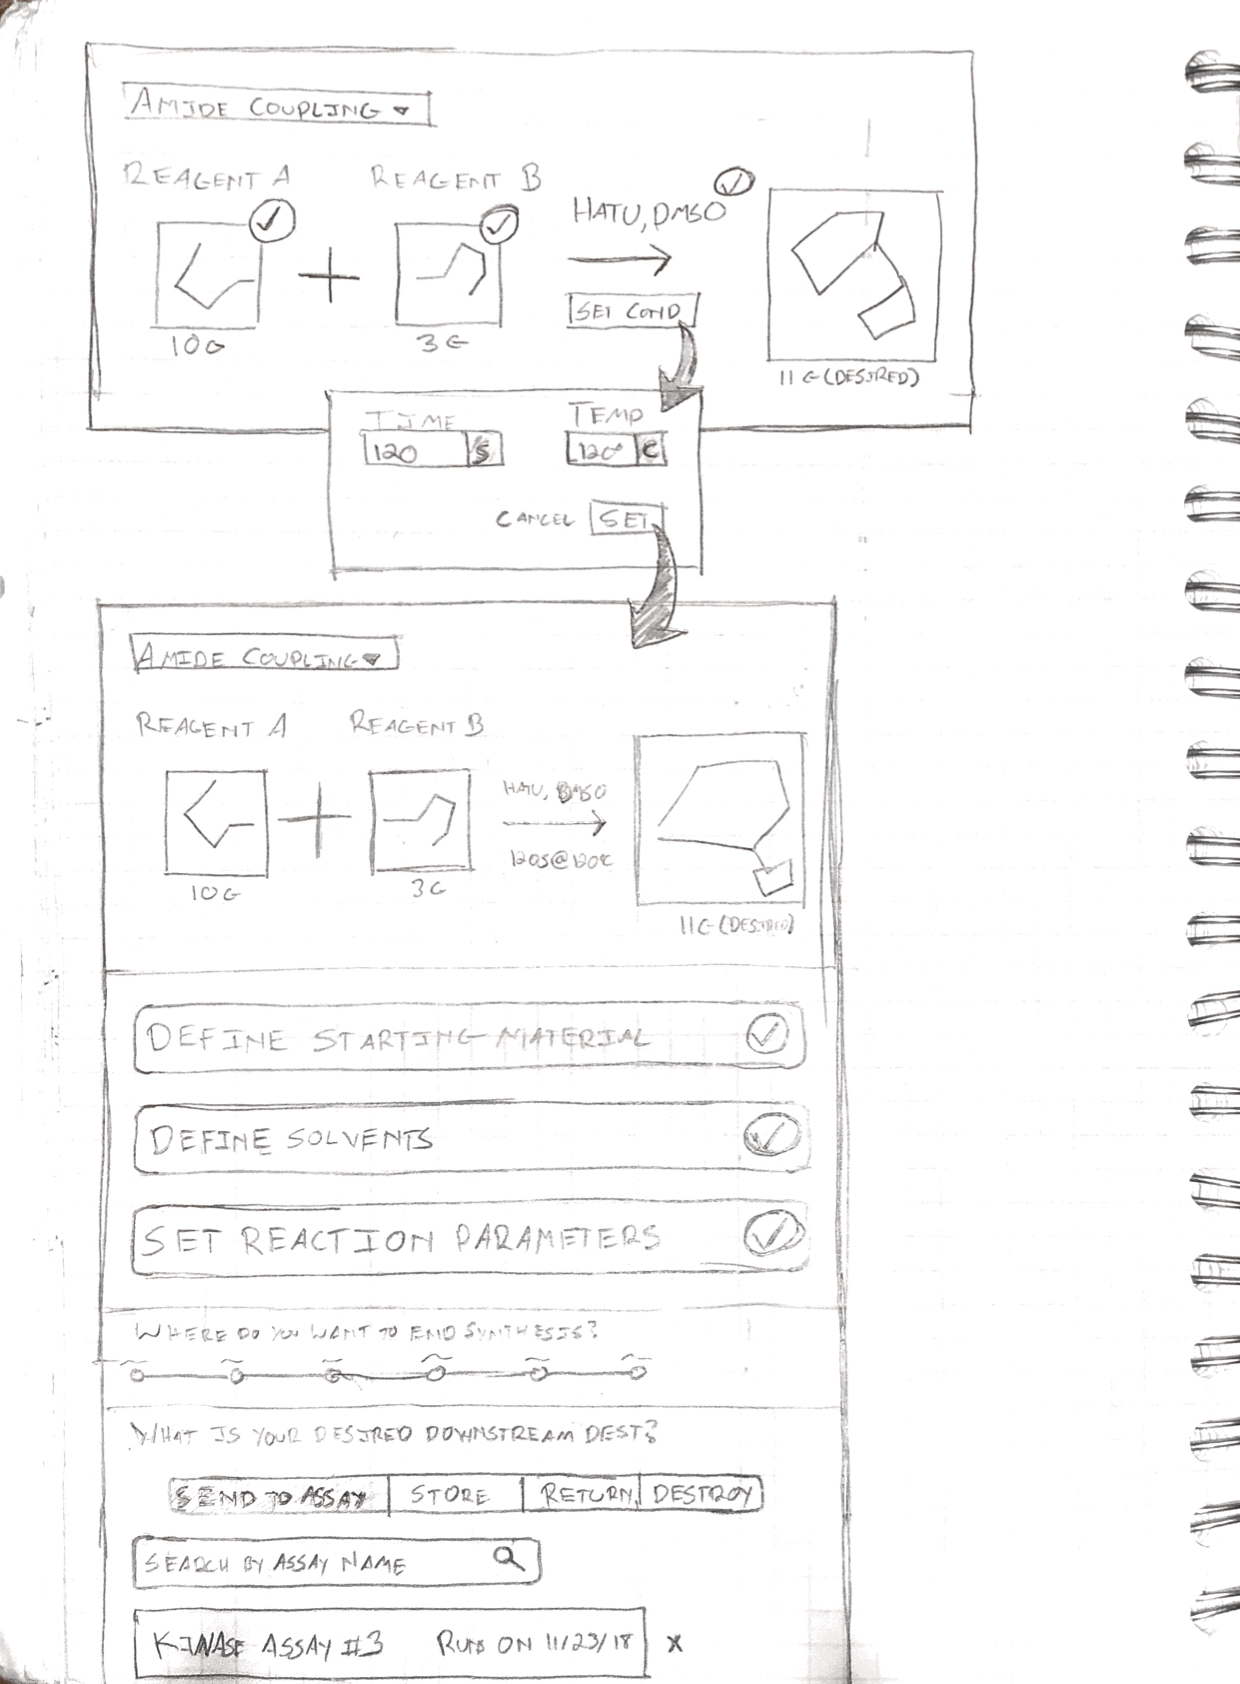 AMIDE COUPLING
REAGENT A
REAGENT B
HATU, DMSO
SET COND
10G
3G
11G (DESIRED)
TIME
TEMP
120 S
120° C
CANCEL SET
AMIDE COUPLING
REAGENT A
REAGENT B
HATU, DMSO
120S@120C
10G
3G
11G (DESIRED)
DEFINE STARTING MATERIAL
DEFINE SOLVENTS
SET REACTION PARAMETERS
WHERE DO YOU WANT TO END SYNTHESIS?
WHAT IS YOUR DESIRED DOWNSTREAM DEST?
SEND TO ASSAY STORE RETURN DESTROY
SEARCH BY ASSAY NAME
KINASE ASSAY #3 RUN ON 11/23/18 X